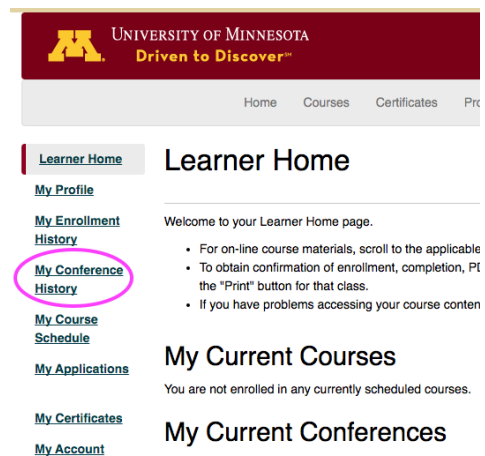 UNIVERSITY OF MINNESOTA
Driven to Discover℠
Home Courses Certificates
Learner Home
My Profile
My Enrollment
History
My Conference
History
My Course
Schedule
My Applications
My Certificates
My Account
Learner Home
Welcome to your Learner Home page.
• For on-line course materials, scroll to the applicable
• To obtain confirmation of enrollment, completion,
the "Print" button for that class.
• If you have problems accessing your course
My Current Courses
You are not enrolled in any currently scheduled courses.
My Current Conferences